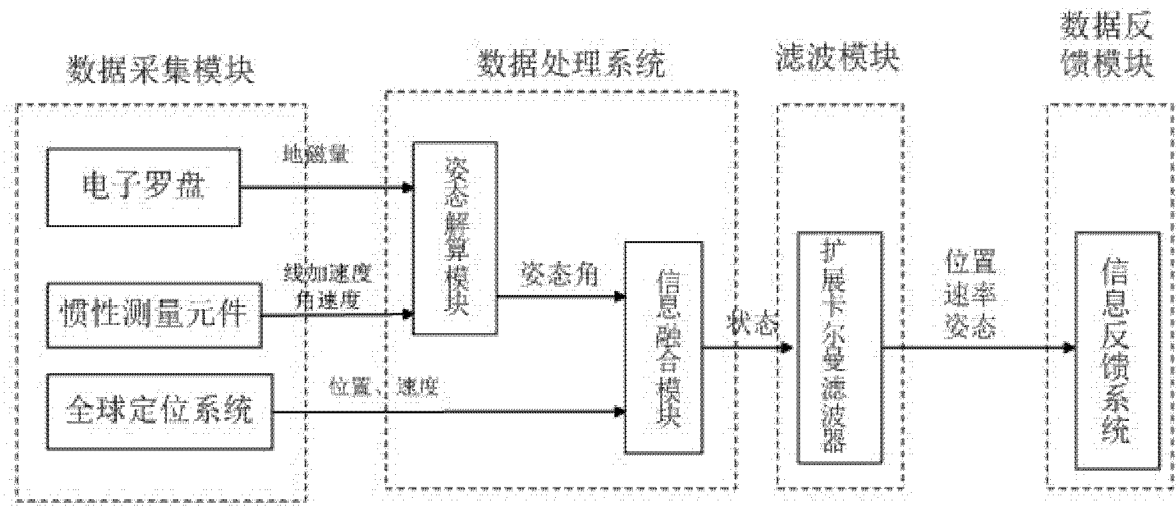 数据采集模块
电子罗盘
惯性测量元件
全球定位系统
地磁量
线加速度
角速度
位置、速度
数据处理系统
姿态解算模块
姿态角
信息融合模块
状态
滤波模块
扩展卡尔曼滤波器
位置
速率
姿态
数据反
馈模块
信息反馈系统